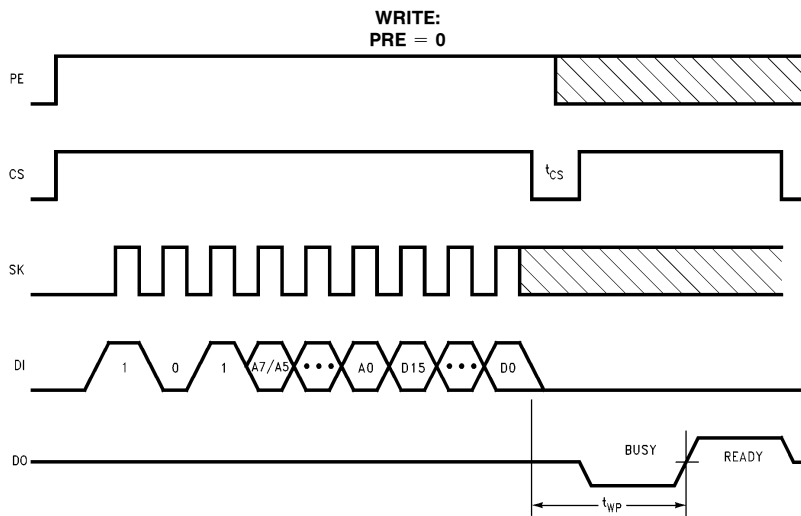 WRITE:
PRE = 0
PE
CS
tCS
SK
DI
1 0 1 A7/A5 ••• A0 D15 ••• D0
DO
BUSY
READY
tWP